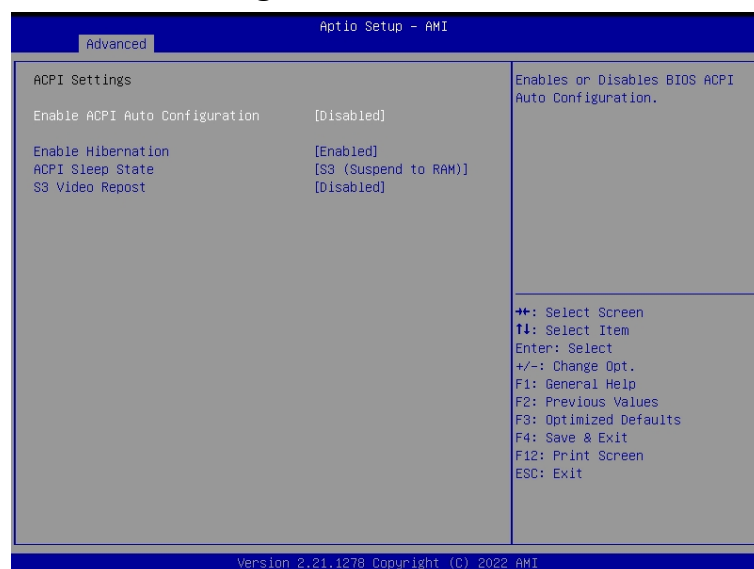 Aptio Setup – AMI
Advanced
ACPI Settings
Enable ACPI Auto Configuration [Disabled]
Enable Hibernation [Enabled]
ACPI Sleep State [S3 (Suspend to RAM)]
S3 Video Repost [Disabled]
Enables or Disables BIOS ACPI
Auto Configuration.
→←: Select Screen
↑↓: Select Item
Enter: Select
+/-: Change Opt.
F1: General Help
F2: Previous Values
F3: Optimized Defaults
F4: Save & Exit
F12: Print Screen
ESC: Exit
Version 2.21.1278 Copyright (C) 2022 AMI